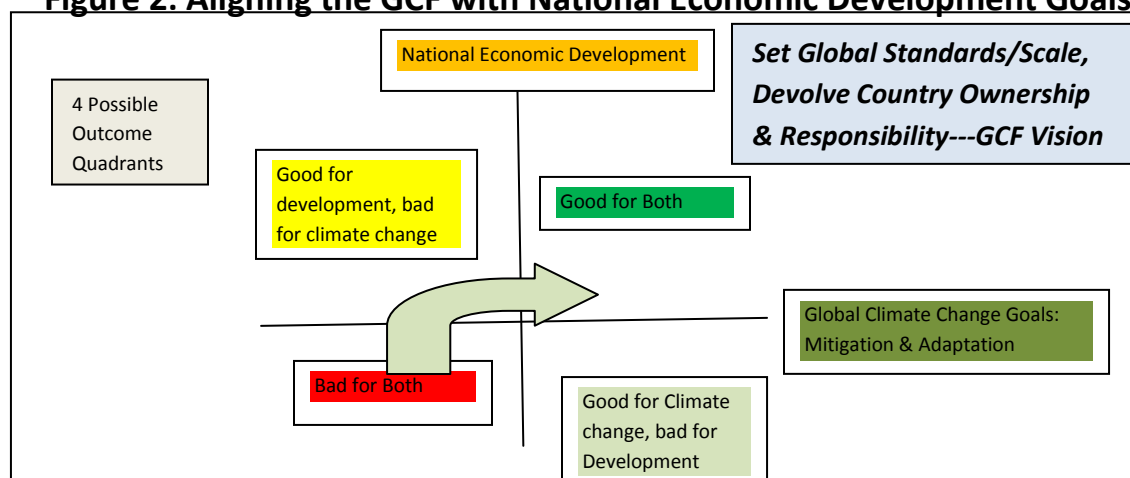 Figure 2: Aligning the GCF with National Economic Development Goals
National Economic Development
Set Global Standards/Scale,
Devolve Country Ownership
& Responsibility---GCF Vision
4 Possible
Outcome
Quadrants
Good for
development, bad
for climate change
Good for Both
Global Climate Change Goals:
Mitigation & Adaptation
Bad for Both
Good for Climate
change, bad for
Development